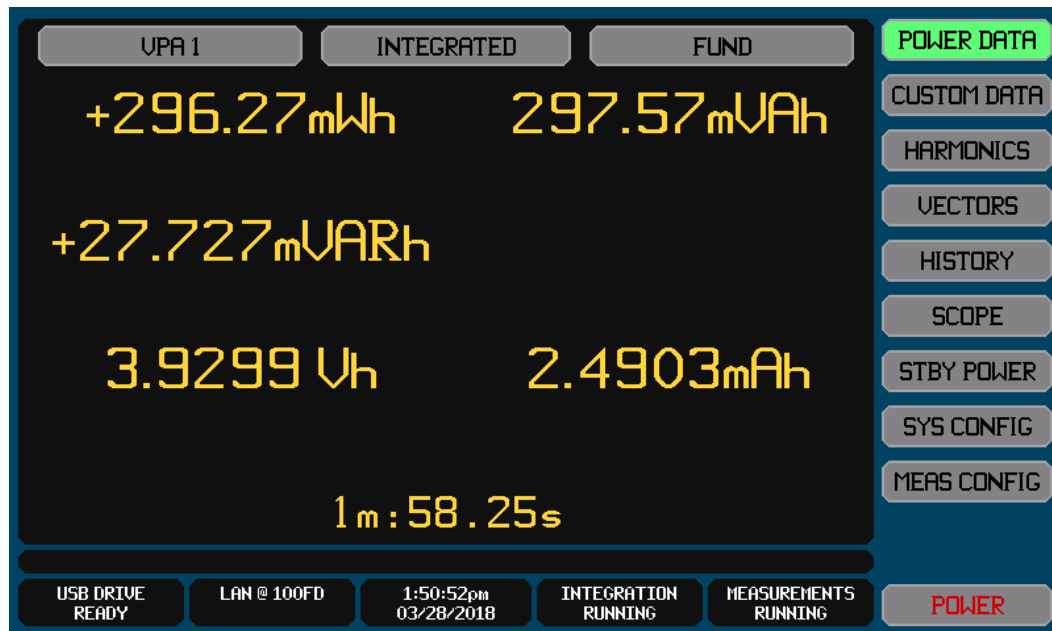 VPA 1
INTEGRATED
FUND
+296.27mWh
297.57mVAh
+27.727mVARh
3.9299 Vh
2.4903mAh
1m:58.25s
POWER DATA
CUSTOM DATA
HARMONICS
VECTORS
HISTORY
SCOPE
STBY POWER
SYS CONFIG
MEAS CONFIG
USB DRIVE
READY
LAN @ 100FD
1:50:52pm
03/28/2018
INTEGRATION
RUNNING
MEASUREMENTS
RUNNING
POWER